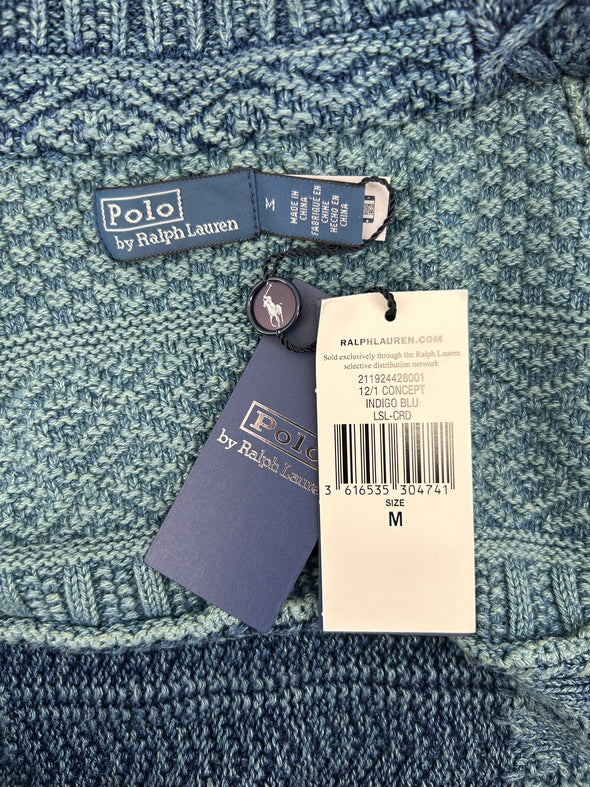 Polo
by Ralph Lauren
M
MADE IN
CHINA
FABRIQUE EN
CHINE
HECHO EN
CHINA
Polo
by Ralph Lauren
RALPHLAUREN.COM
Sold exclusively through the Ralph Lauren
selective distribution network
211924428001
12/1 CONCEPT
INDIGO BLU
LSL-CRD
3 616535 304741
SIZE
M